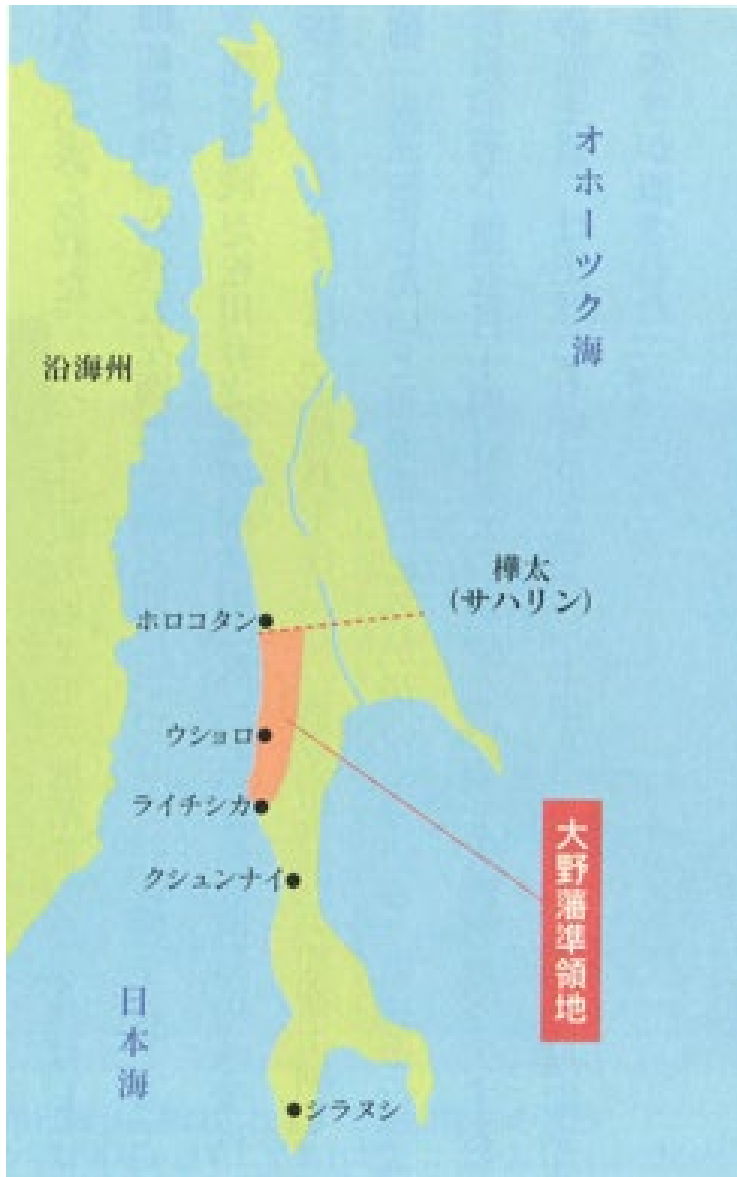 オホーツク海
沿海州
樺太
(サハリン)
ホロコタン
ウショロ
ライチシカ
クシュンナイ
大野藩準領地
日本海
シラヌシ